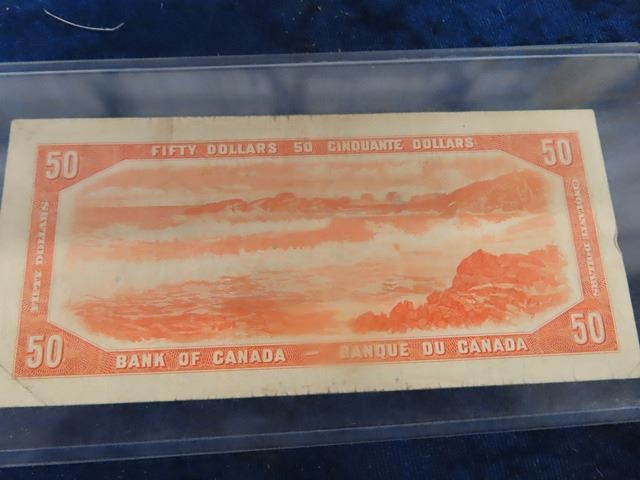 50 FIFTY DOLLARS 50 CINQUANTE DOLLARS 50
FIFTY DOLLARS
CINQUANTE DOLLARS
50 BANK OF CANADA — BANQUE DU CANADA 50